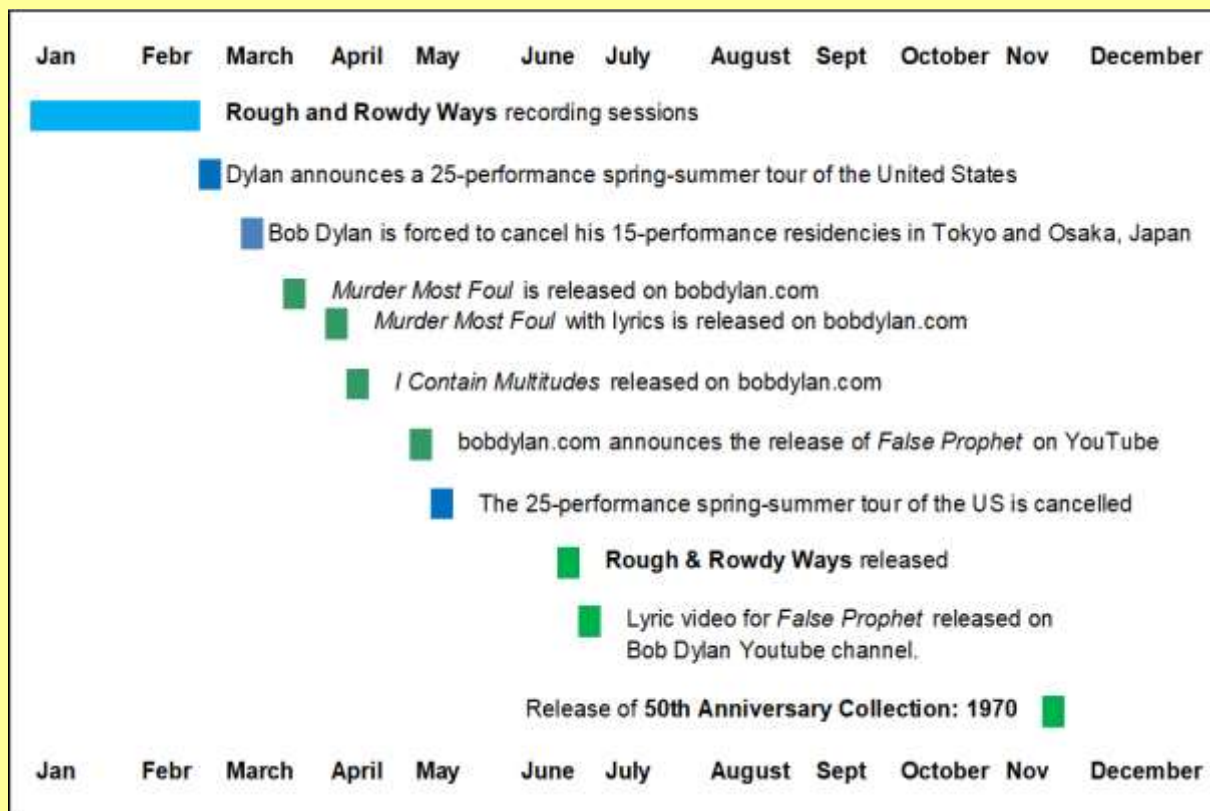 Jan Febr March April May June July August Sept October Nov December
Rough and Rowdy Ways recording sessions
Dylan announces a 25-performance spring-summer tour of the United States
Bob Dylan is forced to cancel his 15-performance residencies in Tokyo and Osaka, Japan
Murder Most Foul is released on bobdylan.com
Murder Most Foul with lyrics is released on bobdylan.com
I Contain Multitudes released on bobdylan.com
bobdylan.com announces the release of False Prophet on YouTube
The 25-performance spring-summer tour of the US is cancelled
Rough & Rowdy Ways released
Lyric video for False Prophet released on
Bob Dylan Youtube channel.
Release of 50th Anniversary Collection: 1970
Jan Febr March April May June July August Sept October Nov December